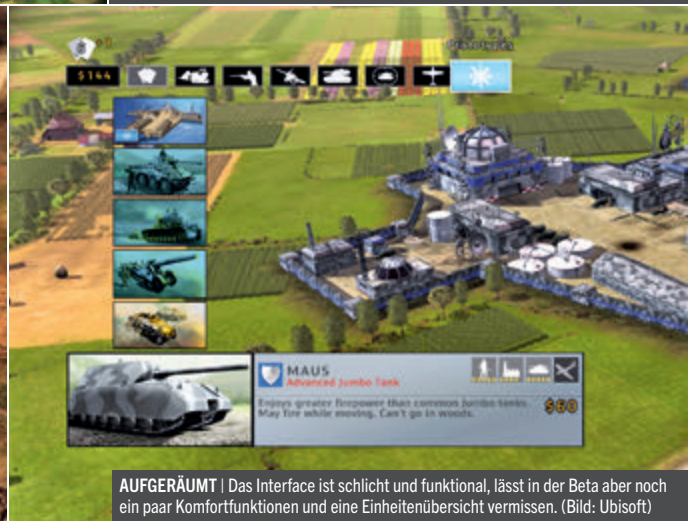 $144
Prototypes
MAUS
Advanced Jumbo Tank
Enjoys greater firepower than common Jumbo tanks.
May fire while moving. Can't go in woods.
$60
AUFGERÄUMT | Das Interface ist schlicht und funktional, lässt in der Beta aber noch
ein paar Komfortfunktionen und eine Einheitenübersicht vermissen. (Bild: Ubisoft)